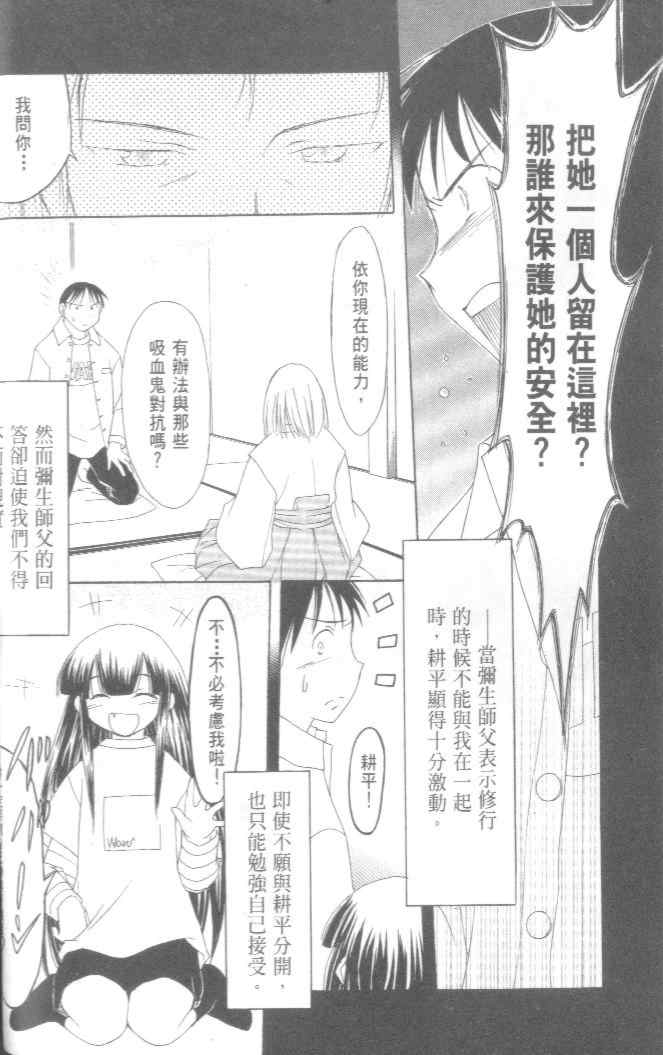 把她一個人留在這裡？
那誰來保護她的安全？
——當彌生師父表示修行
的時候不能與我在一起
時，耕平顯得十分激動。
我問你…
依你現在的能力，
有辦法與那些
吸血鬼對抗嗎？
然而彌生師父的回
答卻迫使我們不得
耕平！
即使不願與耕平分開，
也只能勉強自己接受。
不…不必考慮我啦！